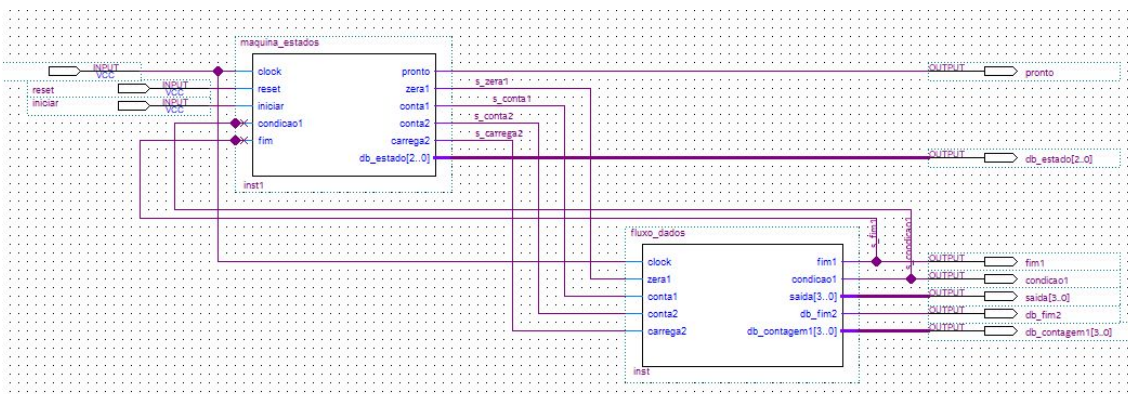 maquina_estados
INPUT
VCC
clock
pronto
OUTPUT
pronto
reset
INPUT
VCC
reset
zera1
s_zera1
iniciar
INPUT
VCC
iniciar
conta1
s_conta1
condicao1
conta2
s_conta2
fim
carrega2
s_carrega2
db_estado[2..0]
OUTPUT
db_estado[2..0]
inst1
fluxo_dados
s_fim1
s_condicao1
clock
fim1
OUTPUT
fim1
zera1
condicao1
OUTPUT
condicao1
conta1
saida[3..0]
OUTPUT
saida[3..0]
conta2
db_fim2
OUTPUT
db_fim2
carrega2
db_contagem1[3..0]
OUTPUT
db_contagem1[3..0]
inst